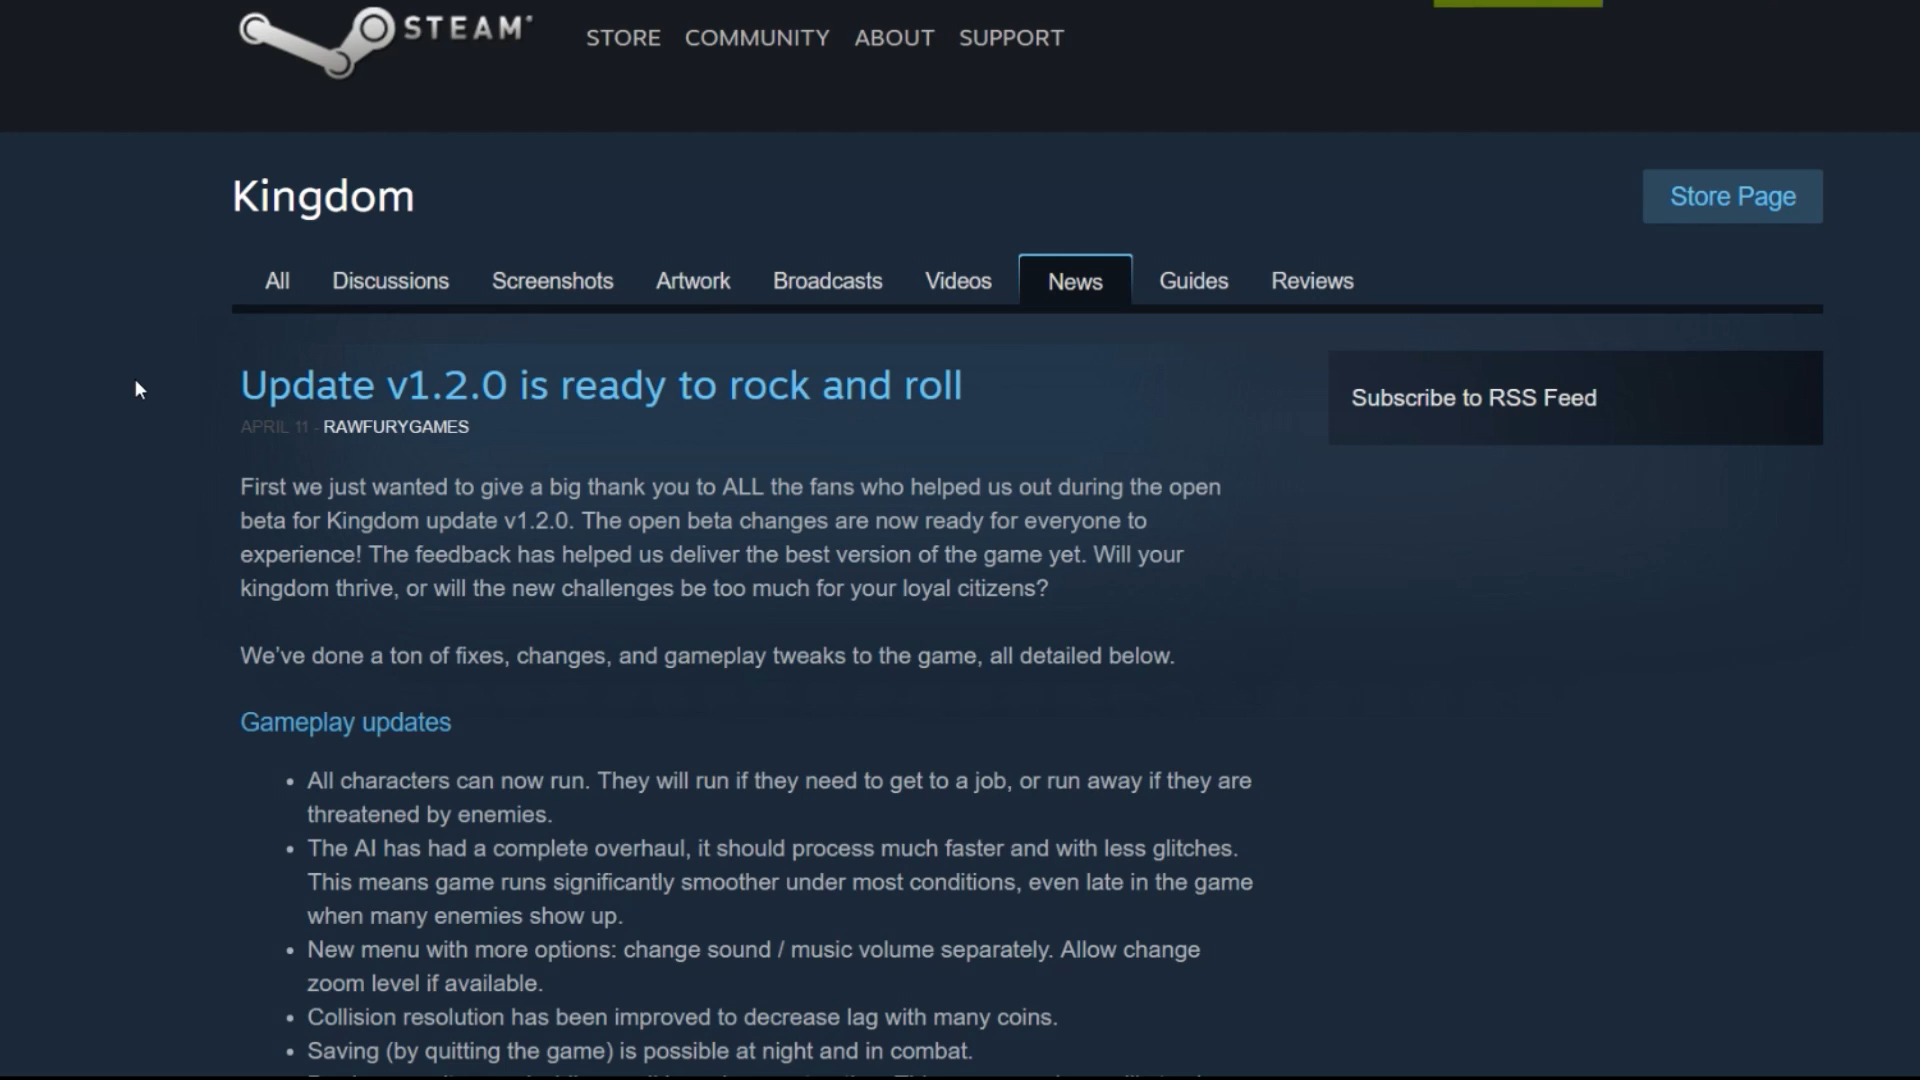 STEAM
STORE COMMUNITY ABOUT SUPPORT
Kingdom
Store Page
All Discussions Screenshots Artwork Broadcasts Videos News Guides Reviews
Update v1.2.0 is ready to rock and roll
APRIL 11 - RAWFURYGAMES
Subscribe to RSS Feed
First we just wanted to give a big thank you to ALL the fans who helped us out during the open
beta for Kingdom update v1.2.0. The open beta changes are now ready for everyone to
experience! The feedback has helped us deliver the best version of the game yet. Will your
kingdom thrive, or will the new challenges be too much for your loyal citizens?
We've done a ton of fixes, changes, and gameplay tweaks to the game, all detailed below.
Gameplay updates
• All characters can now run. They will run if they need to get to a job, or run away if they are
threatened by enemies.
• The AI has had a complete overhaul, it should process much faster and with less glitches.
This means game runs significantly smoother under most conditions, even late in the game
when many enemies show up.
• New menu with more options: change sound / music volume separately. Allow change
zoom level if available.
• Collision resolution has been improved to decrease lag with many coins.
• Saving (by quitting the game) is possible at night and in combat.